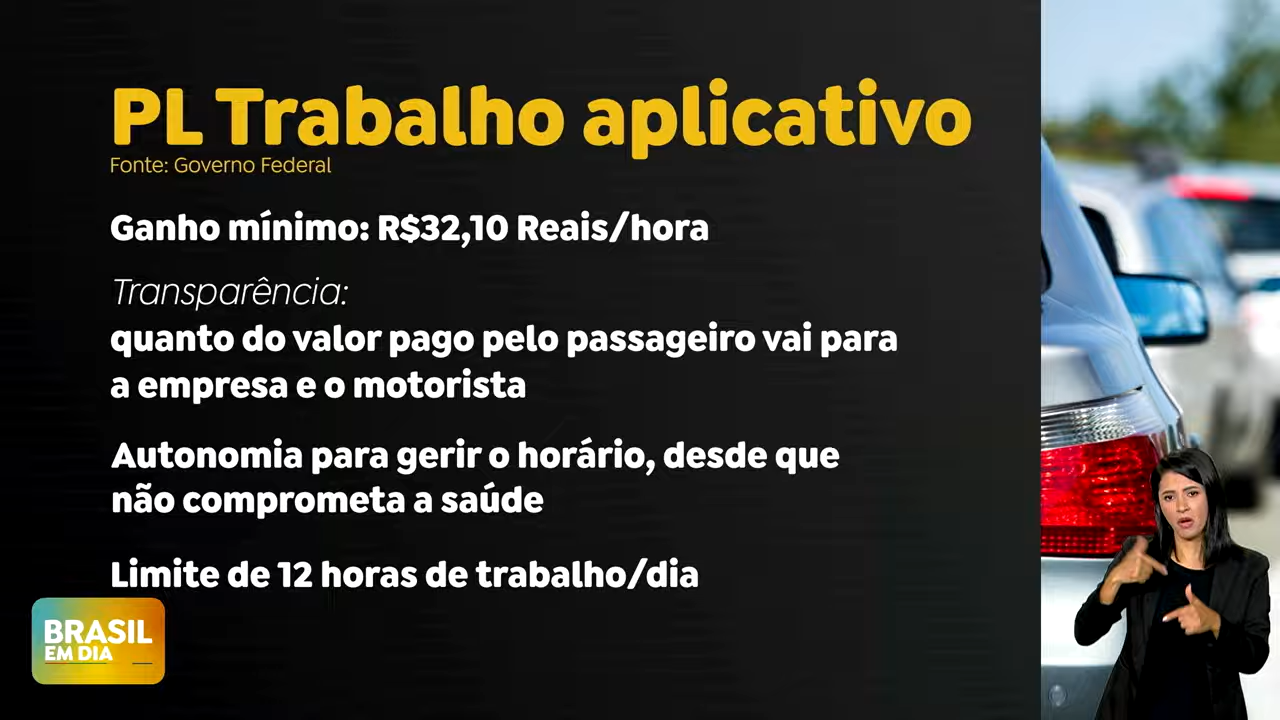 PL Trabalho aplicativo
Fonte: Governo Federal
Ganho mínimo: R$32,10 Reais/hora
Transparência:
quanto do valor pago pelo passageiro vai para
a empresa e o motorista
Autonomia para gerir o horário, desde que
não comprometa a saúde
Limite de 12 horas de trabalho/dia
BRASIL
EM DIA